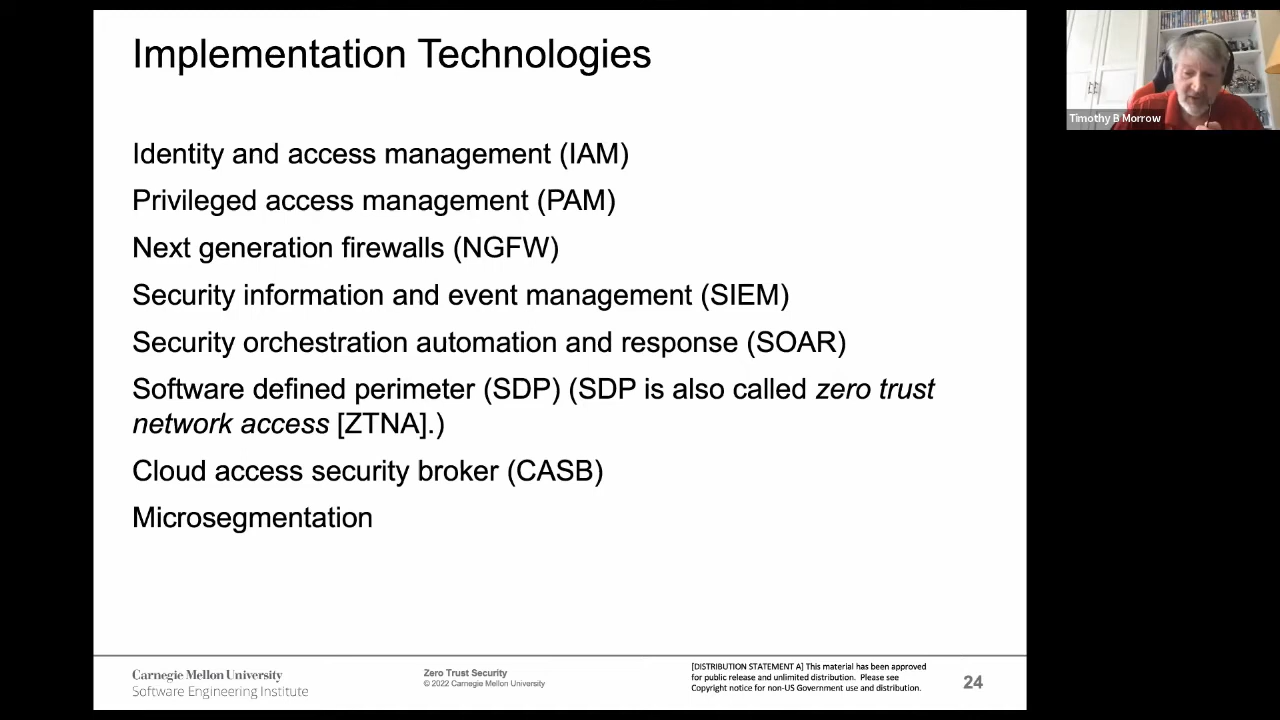 Implementation Technologies
Timothy B Morrow
Identity and access management (IAM)
Privileged access management (PAM)
Next generation firewalls (NGFW)
Security information and event management (SIEM)
Security orchestration automation and response (SOAR)
Software defined perimeter (SDP) (SDP is also called zero trust
network access [ZTNA].)
Cloud access security broker (CASB)
Microsegmentation
Carnegie Mellon University
Software Engineering Institute
Zero Trust Security
© 2022 Carnegie Mellon University
[DISTRIBUTION STATEMENT A] This material has been approved
for public release and unlimited distribution. Please see
Copyright notice for non-US Government use and distribution.
24